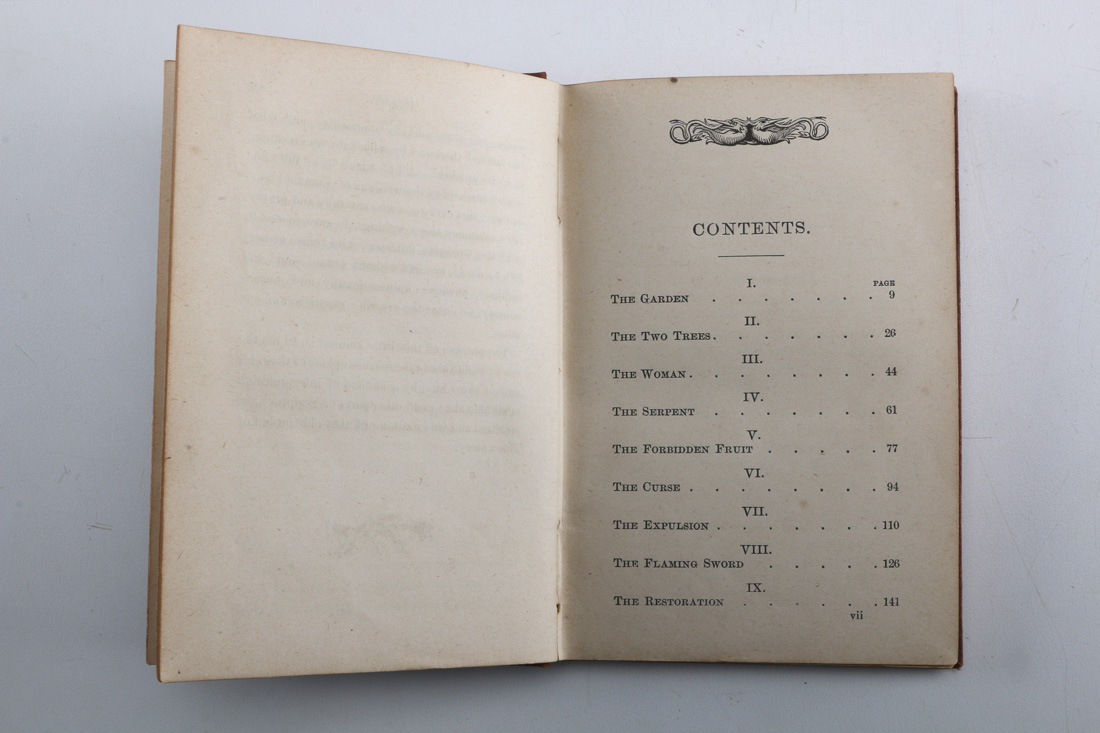 CONTENTS.
I. PAGE
THE GARDEN . . . . . . . 9
II.
THE TWO TREES . . . . . . . 26
III.
THE WOMAN . . . . . . . . 44
IV.
THE SERPENT . . . . . . . 61
V.
THE FORBIDDEN FRUIT . . . . . 77
VI.
THE CURSE . . . . . . . . 94
VII.
THE EXPULSION . . . . . . . 110
VIII.
THE FLAMING SWORD . . . . . 126
IX.
THE RESTORATION . . . . . . 141
vii